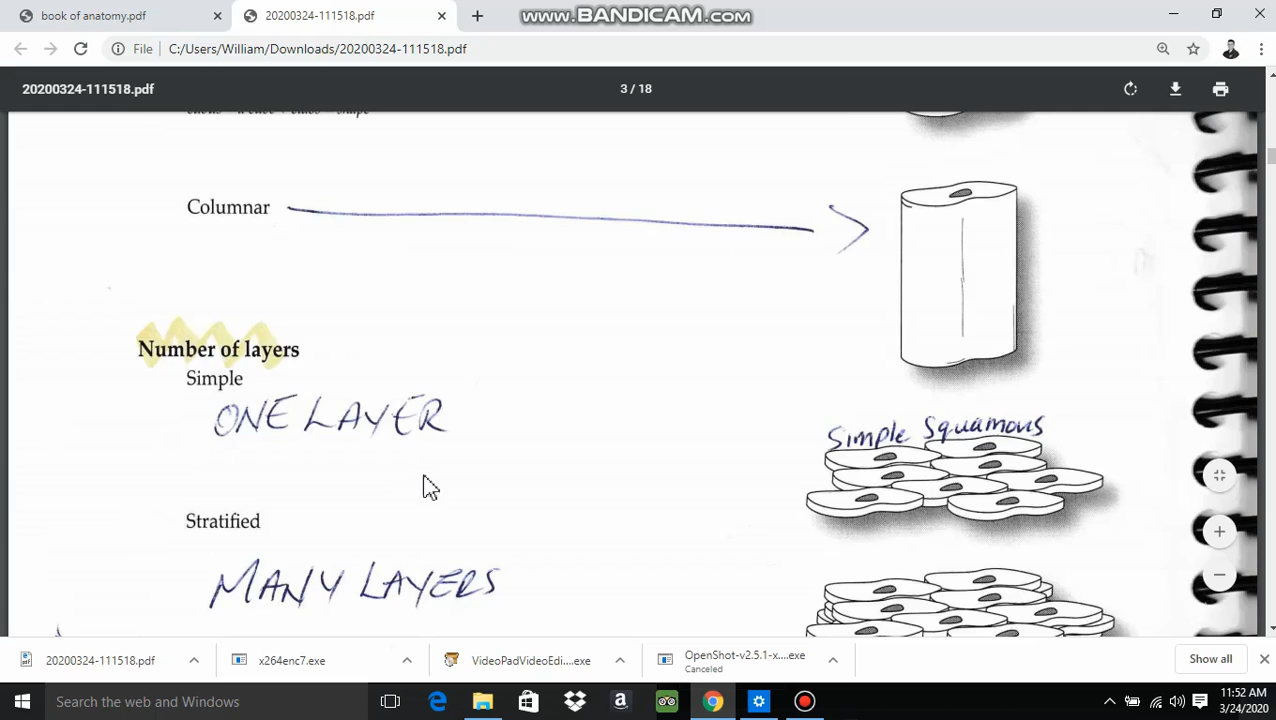 book of anatomy.pdf
20200324-111518.pdf
www.BANDICAM.com
File
C:/Users/William/Downloads/20200324-111518.pdf
20200324-111518.pdf
3 / 18
Columnar
Number of layers
Simple
ONE LAYER
Simple Squamous
Stratified
MANY LAYERS
20200324-111518.pdf
x264enc7.exe
VideoPadVideoEdi....exe
OpenShot-v2.5.1-x....exe
Canceled
Show all
Search the web and Windows
11:52 AM
3/24/2020